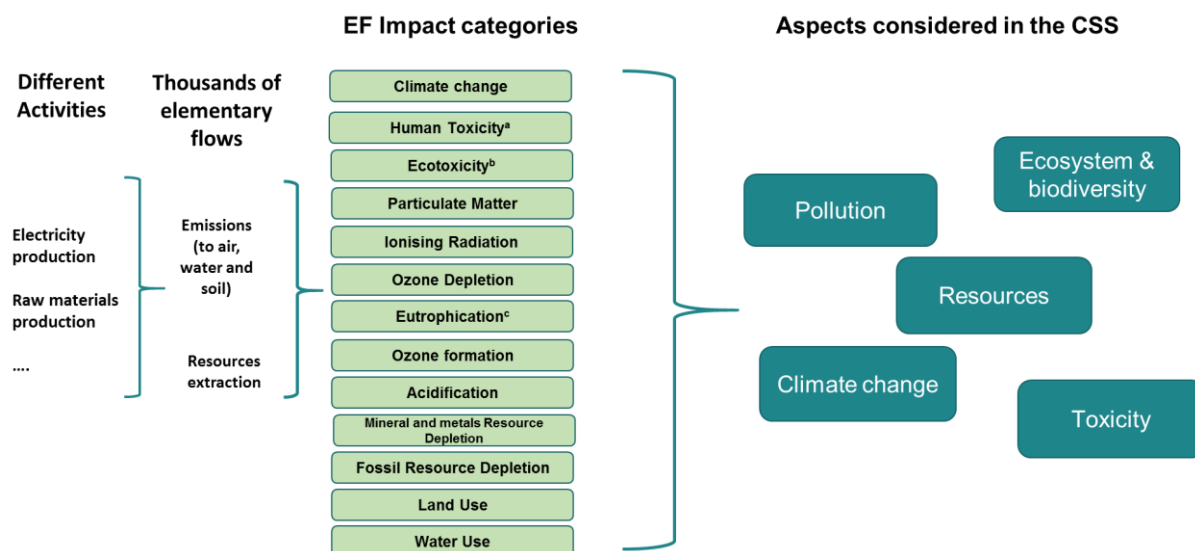 EF Impact categories
Aspects considered in the CSS
Different
Activities
Thousands of
elementary
flows
Electricity
production
Raw materials
production
....
Emissions
(to air,
water and
soil)
Resources
extraction
Climate change
Human Toxicityᵃ
Ecotoxicityᵇ
Particulate Matter
Ionising Radiation
Ozone Depletion
Eutrophicationᶜ
Ozone formation
Acidification
Mineral and metals Resource
Depletion
Fossil Resource Depletion
Land Use
Water Use
Ecosystem &
biodiversity
Pollution
Resources
Climate change
Toxicity